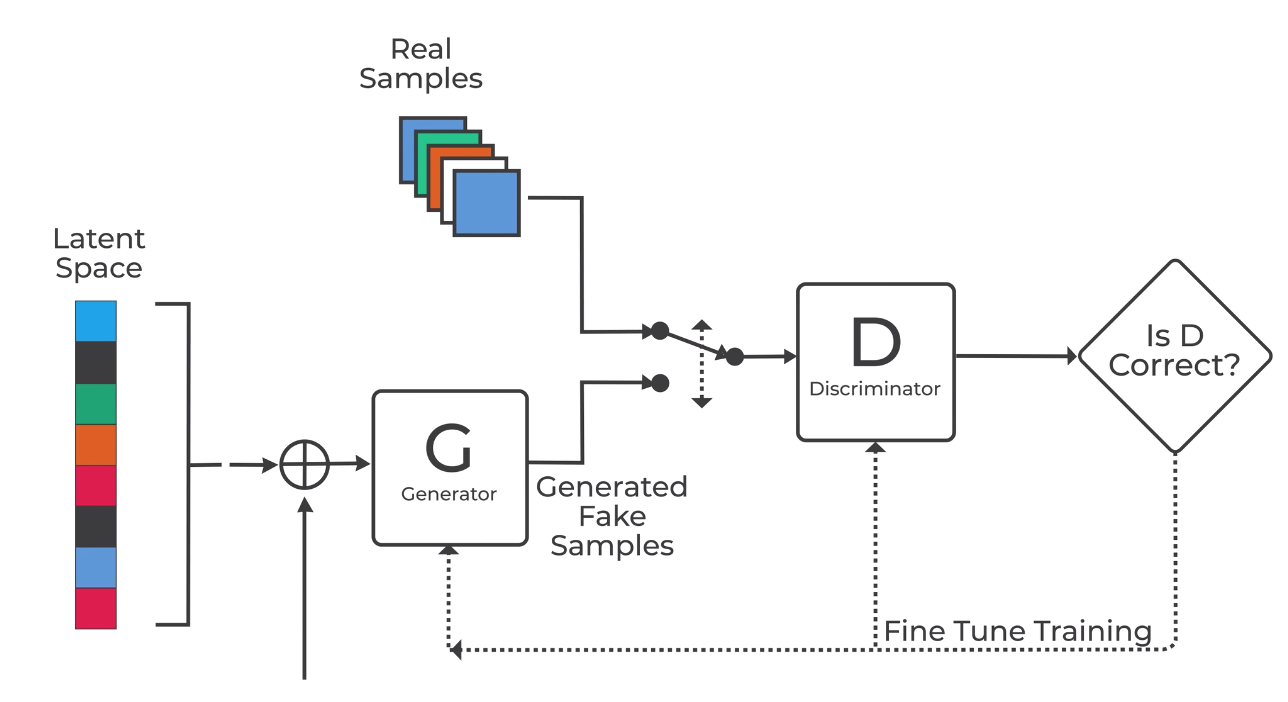 Real
Samples
Latent
Space
G
Generator
Generated
Fake
Samples
D
Discriminator
Is D
Correct?
Fine Tune Training